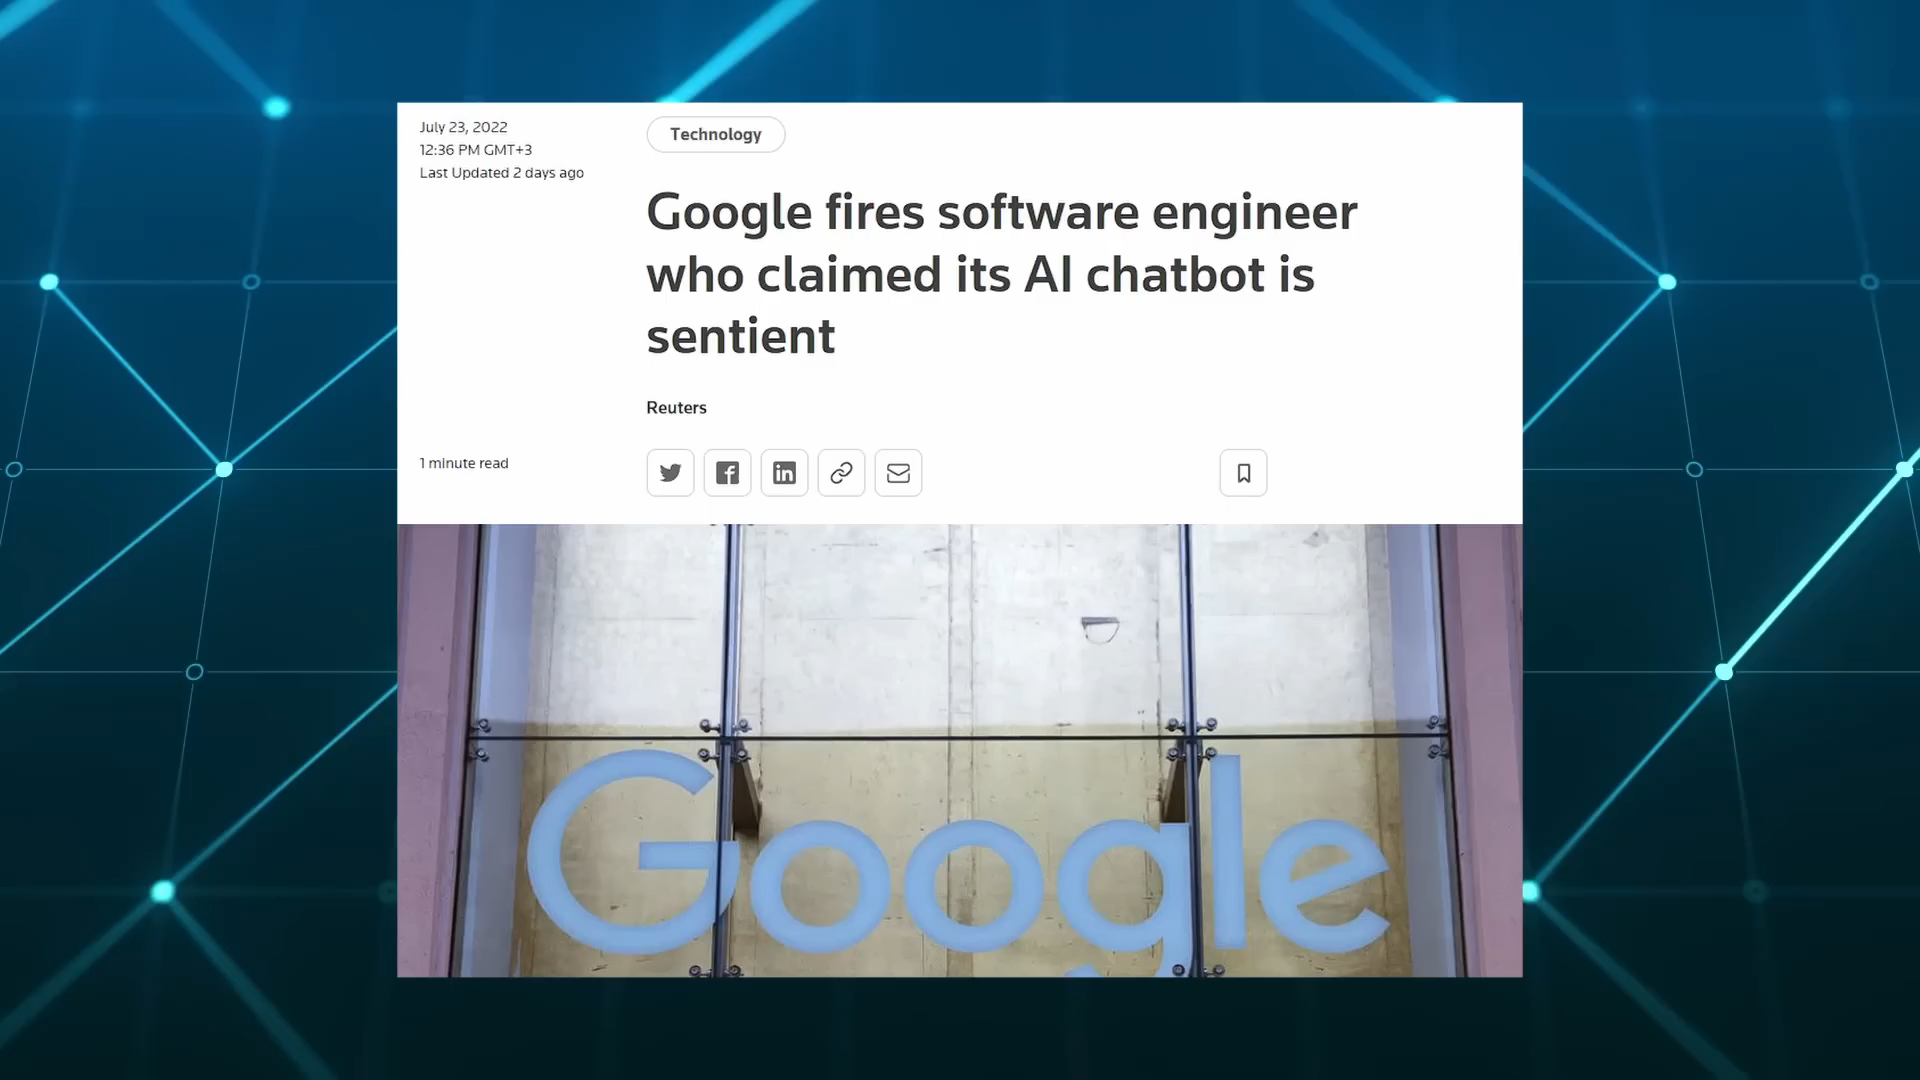 July 23, 2022
12:36 PM GMT+3
Last Updated 2 days ago
Technology
Google fires software engineer
who claimed its AI chatbot is
sentient
Reuters
1 minute read
Google